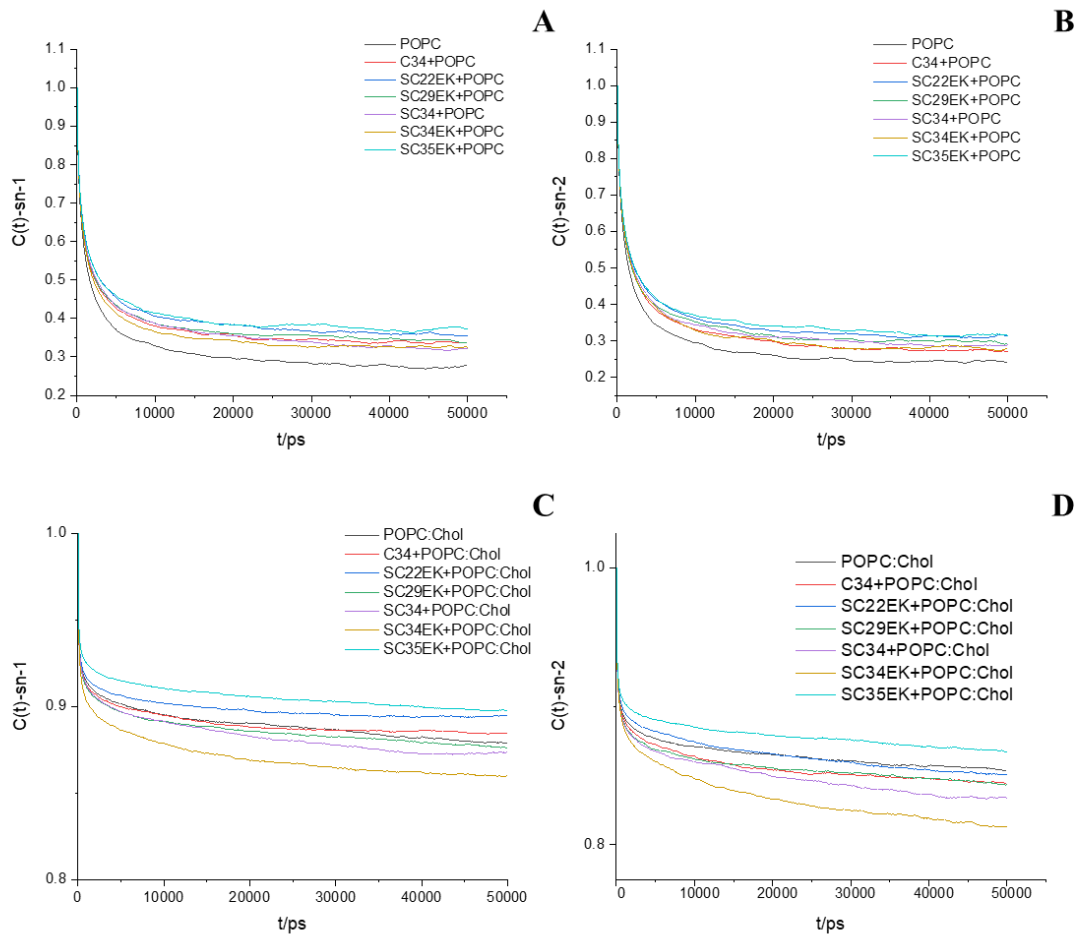 A
POPC
C34+POPC
SC22EK+POPC
SC29EK+POPC
SC34+POPC
SC34EK+POPC
SC35EK+POPC
1.1
1.0
0.9
0.8
0.7
0.6
0.5
0.4
0.3
0.2
C(t)-sn-1
0 10000 20000 30000 40000 50000
t/ps
B
POPC
C34+POPC
SC22EK+POPC
SC29EK+POPC
SC34+POPC
SC34EK+POPC
SC35EK+POPC
1.1
1.0
0.9
0.8
0.7
0.6
0.5
0.4
0.3
0.2
C(t)-sn-2
0 10000 20000 30000 40000 50000
t/ps
C
POPC:Chol
C34+POPC:Chol
SC22EK+POPC:Chol
SC29EK+POPC:Chol
SC34+POPC:Chol
SC34EK+POPC:Chol
SC35EK+POPC:Chol
1.0
0.9
0.8
C(t)-sn-1
0 10000 20000 30000 40000 50000
t/ps
D
POPC:Chol
C34+POPC:Chol
SC22EK+POPC:Chol
SC29EK+POPC:Chol
SC34+POPC:Chol
SC34EK+POPC:Chol
SC35EK+POPC:Chol
1.0
0.8
C(t)-sn-2
0 10000 20000 30000 40000 50000
t/ps